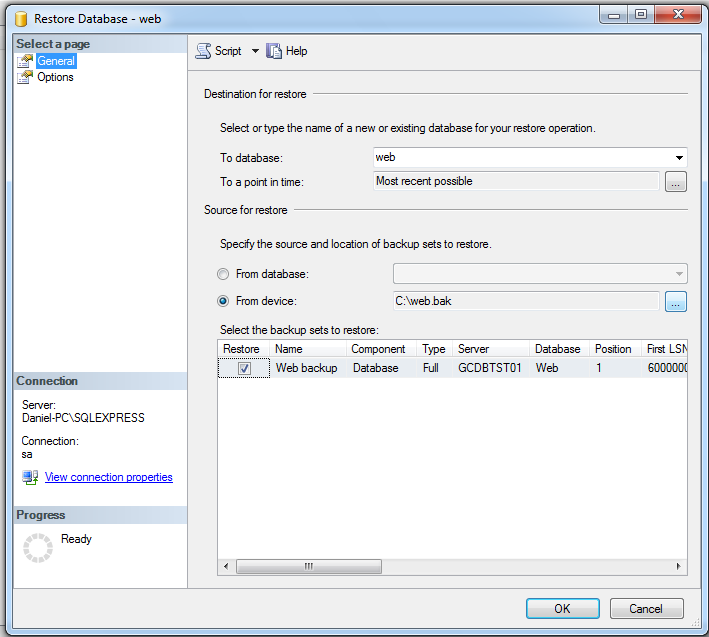 Restore Database - web
Select a page
General
Options
Script
Help
Destination for restore
Select or type the name of a new or existing database for your restore operation.
To database:
web
To a point in time:
Most recent possible
...
Source for restore
Specify the source and location of backup sets to restore.
From database:
From device:
C:\web.bak
...
Select the backup sets to restore:
Restore Name Component Type Server Database Position First LSN
Web backup Database Full GCDBTST01 Web 1 6000000
Connection
Server:
Daniel-PC\SQLEXPRESS
Connection:
sa
View connection properties
Progress
Ready
OK
Cancel